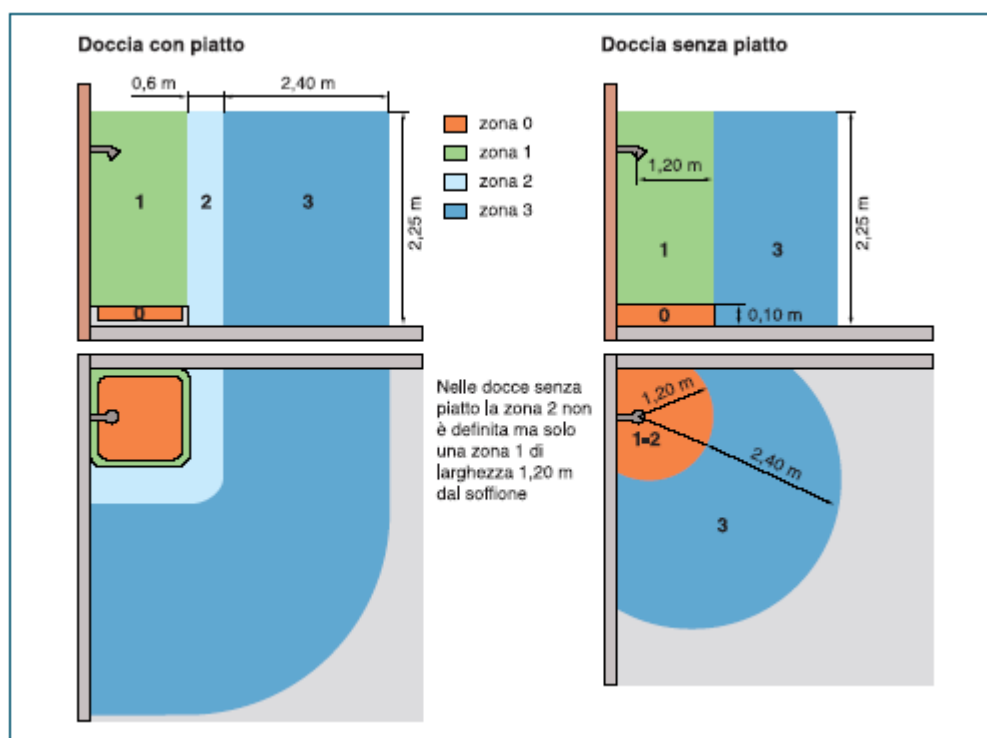 Doccia con piatto
0,6 m
2,40 m
1
2
3
2,25 m
0
zona 0
zona 1
zona 2
zona 3
Doccia senza piatto
1,20 m
1
3
2,25 m
0
0,10 m
Nelle docce senza
piatto la zona 2 non
è definita ma solo
una zona 1 di
larghezza 1,20 m
dal soffione
1,20 m
1=2
2,40 m
3